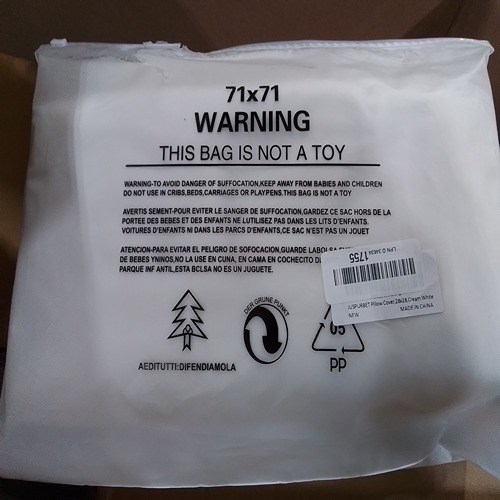 71x71
WARNING
THIS BAG IS NOT A TOY
WARNING-TO AVOID DANGER OF SUFFOCATION,KEEP AWAY FROM BABIES AND CHILDREN
DO NOT USE IN CRIBS,BEDS,CARRIAGES OR PLAYPENS.THIS BAG IS NOT A TOY
AVERTIS SEMENT-POUR EVITER LE SANGER DE SUFFOCATION,GARDEZ CE SAC HORS DE LA
PORTEE DES BEBES ET DES ENFANTS NE LUTILISEZ PAS DANS LES LITS D'ENFANTS.
VOITURES D'ENFANTS NI DANS LES PARCS D'ENFANTS,CE SAC N'EST PAS UN JOUET
ATENCION-PARA EVITAR EL PELIGRO DE SOFOCACION,GUARDE
DE BEBES YNINOS,NO LA USE EN CUNA, EN CAMA EN COCHECITO
PARQUE INF ANTIL,ESTA BCLSA NO ES UN JUGUETE.
1755
Pillow Cover,28x28,Cream White
NEW
MADE IN CHINA
DER GRUNE PUNKT
05
PP
AEDITUTTI:DIFENDIAMOLA